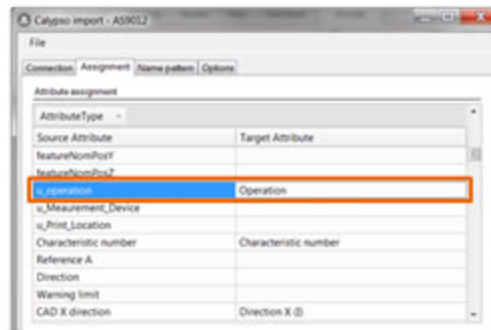 Calypso import - AS9012
File
Connection Assignment Name pattern Options
Attribute assignment
AttributeType
Source Attribute Target Attribute
featureNomPosY
featureNomPosZ
u_operation Operation
u_Meaurement_Device
u_Print_Location
Characteristic number Characteristic number
Reference A
Direction
Warning limit
CAD X direction Direction X (I)